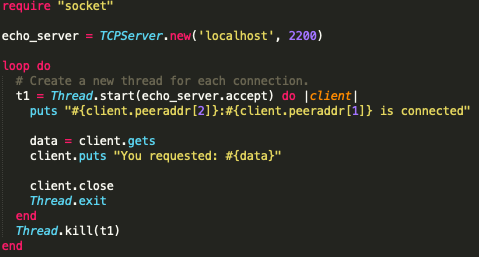 require "socket"
echo_server = TCPServer.new('localhost', 2200)
loop do
# Create a new thread for each connection.
t1 = Thread.start(echo_server.accept) do |client|
puts "#{client.peeraddr[2]}:#{client.peeraddr[1]} is connected"
data = client.gets
client.puts "You requested: #{data}"
client.close
Thread.exit
end
Thread.kill(t1)
end